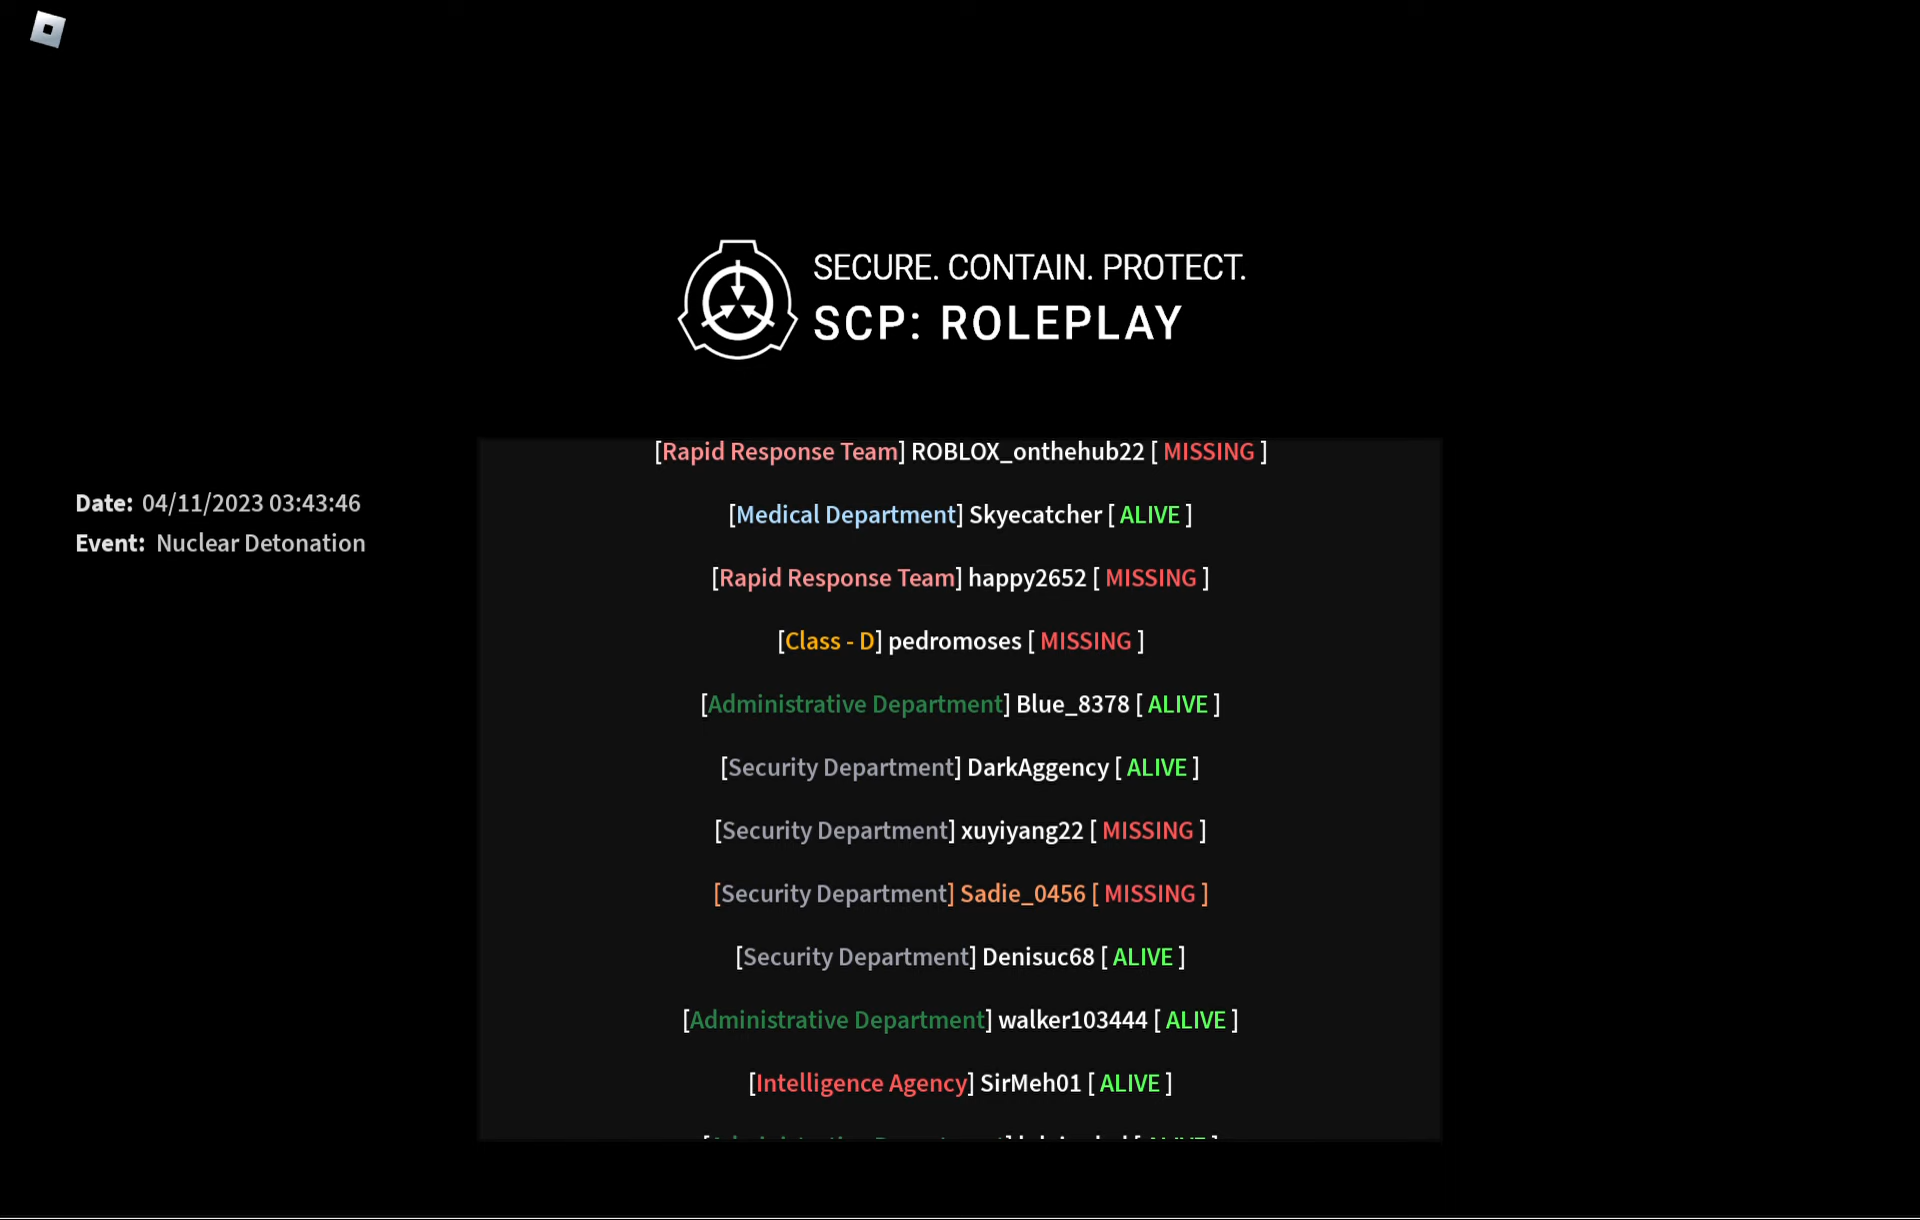 SECURE. CONTAIN. PROTECT.
SCP: ROLEPLAY
Date: 04/11/2023 03:43:46
Event: Nuclear Detonation
[Rapid Response Team] ROBLOX_onthehub22 [ MISSING ]
[Medical Department] Skyecatcher [ ALIVE ]
[Rapid Response Team] happy2652 [ MISSING ]
[Class - D] pedromoses [ MISSING ]
[Administrative Department] Blue_8378 [ ALIVE ]
[Security Department] DarkAggency [ ALIVE ]
[Security Department] xuyiyang22 [ MISSING ]
[Security Department] Sadie_0456 [ MISSING ]
[Security Department] Denisuc68 [ ALIVE ]
[Administrative Department] walker103444 [ ALIVE ]
[Intelligence Agency] SirMeh01 [ ALIVE ]